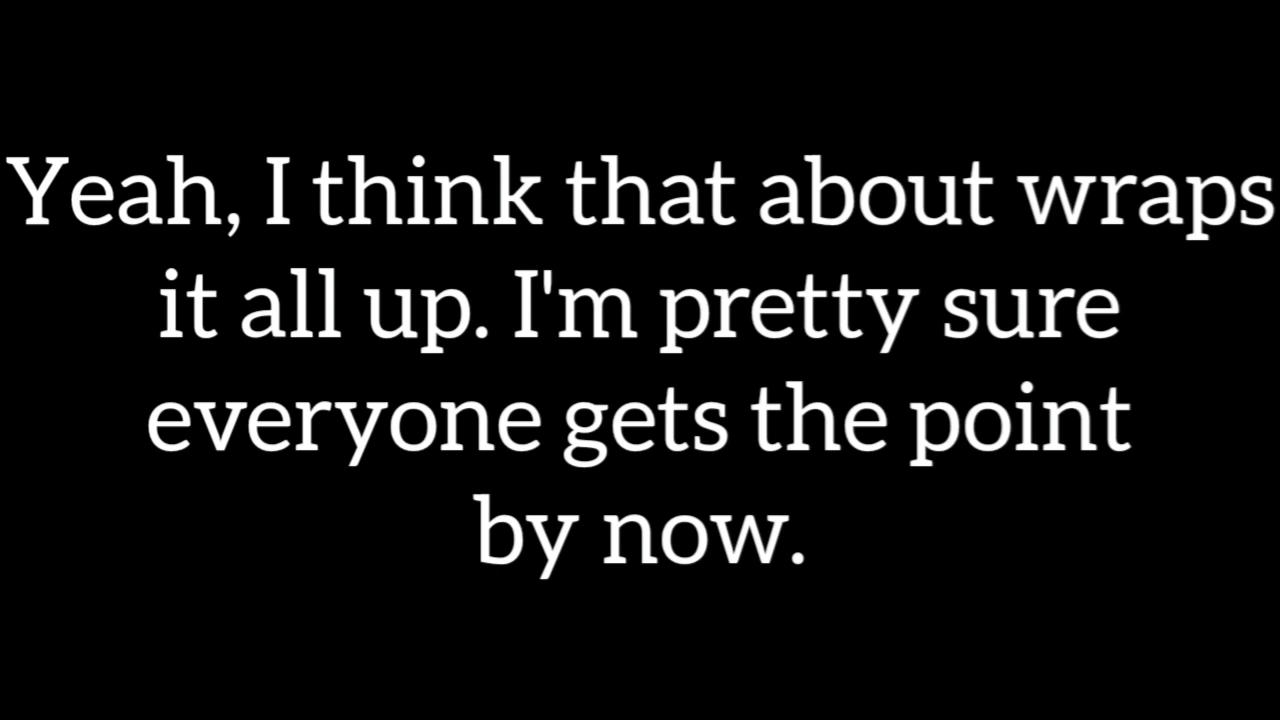 Yeah, I think that about wraps
it all up. I'm pretty sure
everyone gets the point
by now.